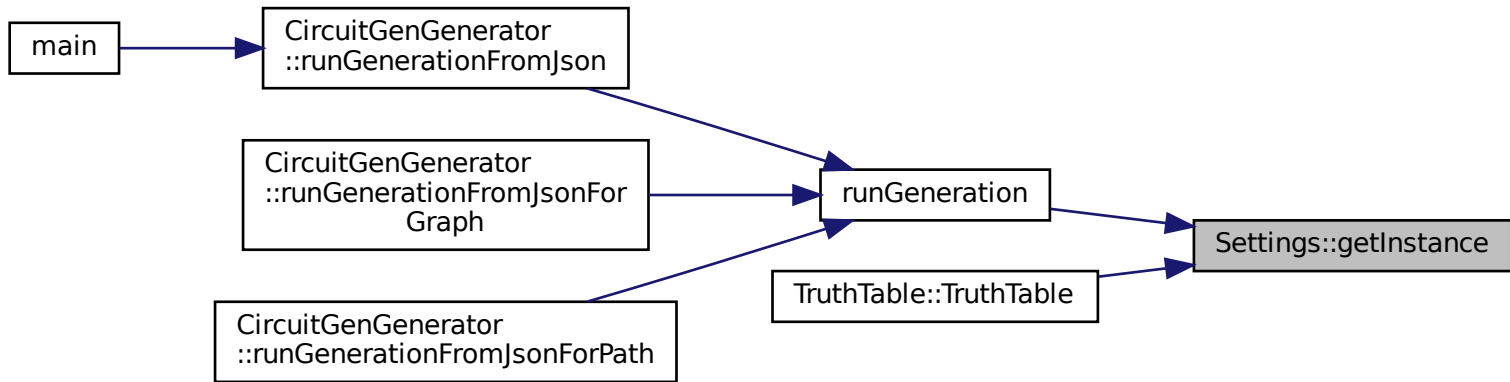 main
CircuitGenGenerator
::runGenerationFromJson
CircuitGenGenerator
::runGenerationFromJsonFor
Graph
CircuitGenGenerator
::runGenerationFromJsonForPath
runGeneration
TruthTable::TruthTable
Settings::getInstance